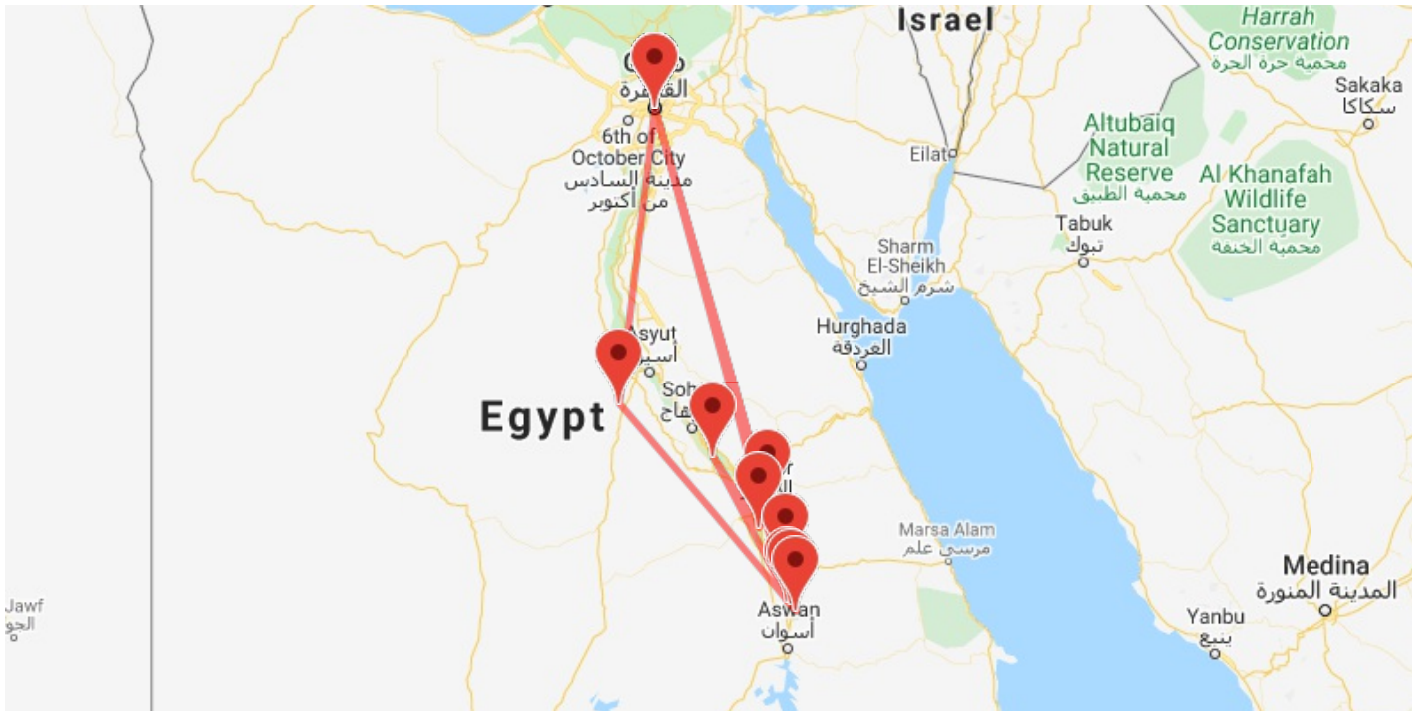 Israel
Harrah
Conservation
محمية حرة الحرة
Sakaka
سكاكا
6th of
October City
مدينة السادس
من أكتوبر
Eilat
Altubaiq
Natural
Reserve
محمية الطبيق
Al Khanafah
Wildlife
Sanctuary
محمية الخنفة
Tabuk
تبوك
Sharm
El-Sheikh
شرم الشيخ
Hurghada
الغردقة
Egypt
Marsa Alam
مرسى علم
Medina
المدينة المنورة
Yanbu
ينبع
Aswan
أسوان
Jawf